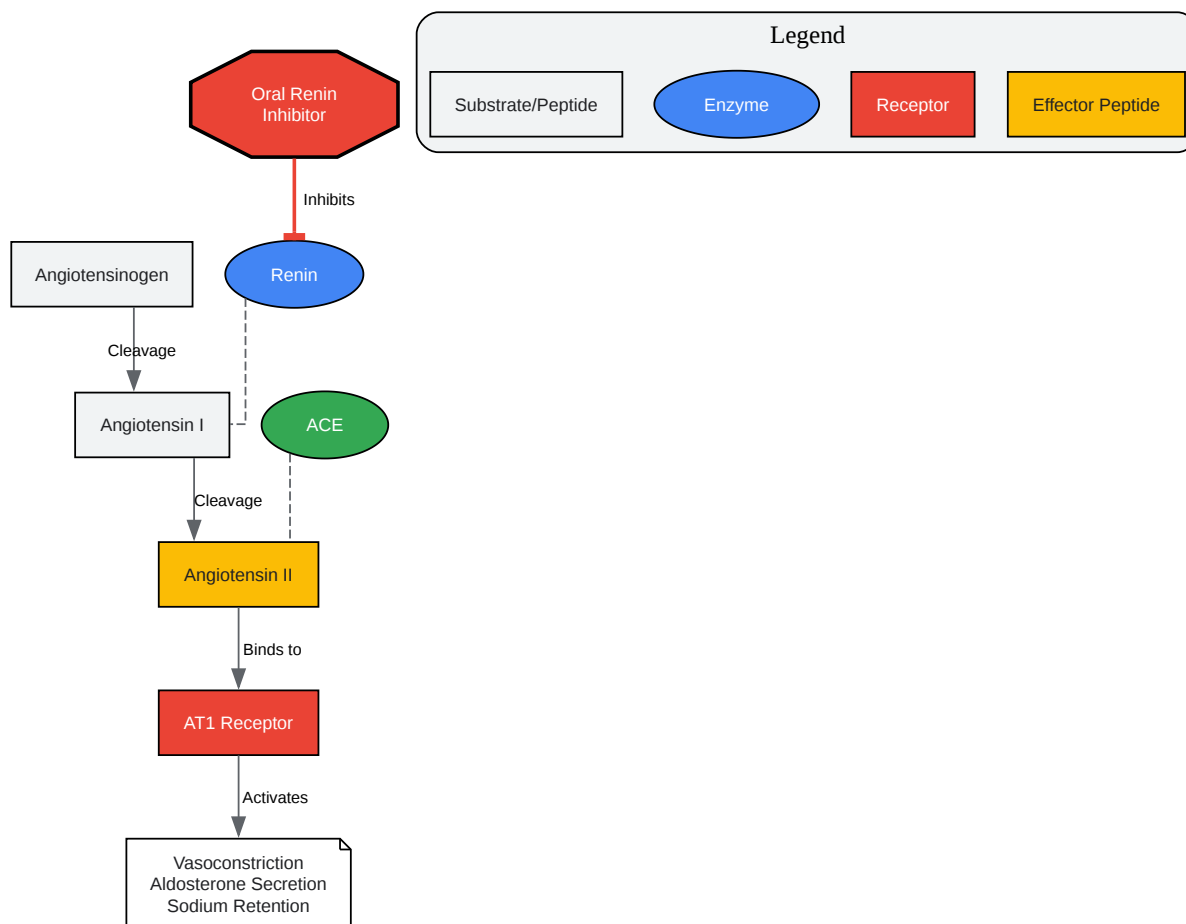 Legend
Substrate/Peptide
Enzyme
Receptor
Effector Peptide
Oral Renin
Inhibitor
Inhibits
Angiotensinogen
Renin
Cleavage
Angiotensin I
ACE
Cleavage
Angiotensin II
Binds to
AT1 Receptor
Activates
Vasoconstriction
Aldosterone Secretion
Sodium Retention